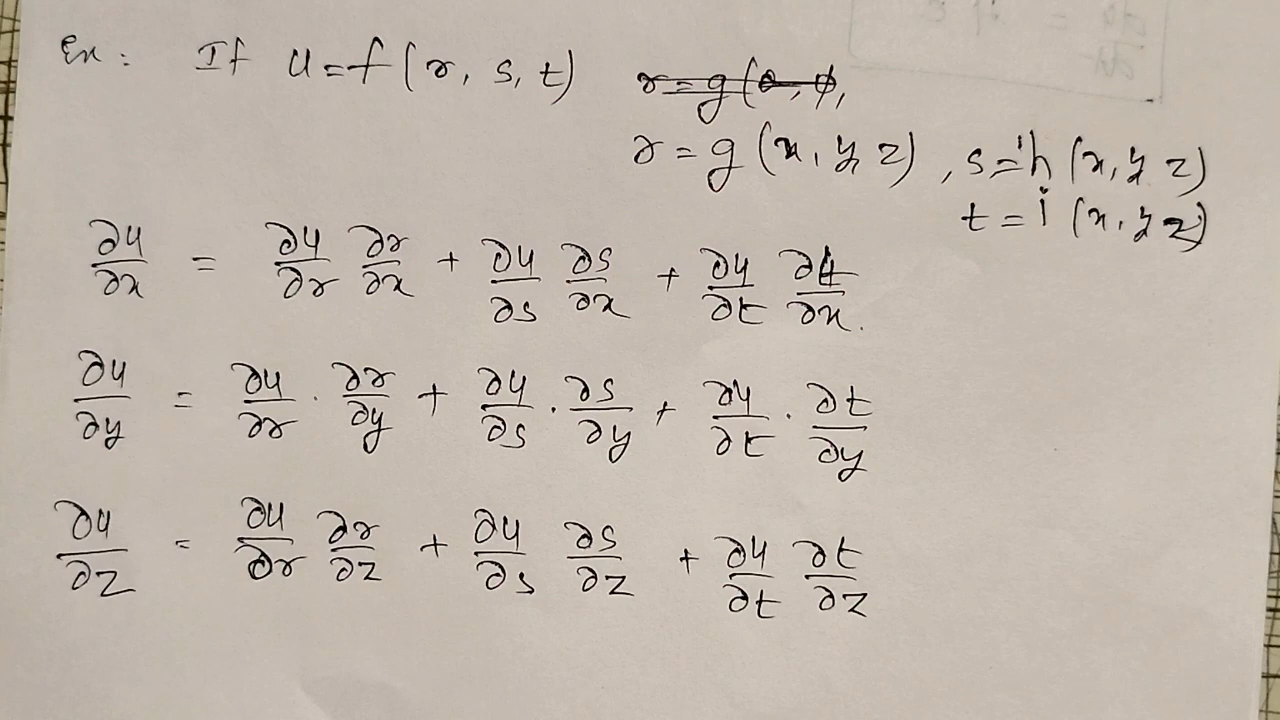 Ex: If u=f(r, s, t) r=g(θ, φ,
r=g(x, y, z), s=h(x, y, z)
t=i(x, y, z)
∂u/∂x = ∂u/∂r ∂r/∂x + ∂u/∂s ∂s/∂x + ∂u/∂t ∂t/∂x.
∂u/∂y = ∂u/∂r . ∂r/∂y + ∂u/∂s . ∂s/∂y + ∂u/∂t . ∂t/∂y
∂u/∂z = ∂u/∂r ∂r/∂z + ∂u/∂s ∂s/∂z + ∂u/∂t ∂t/∂z